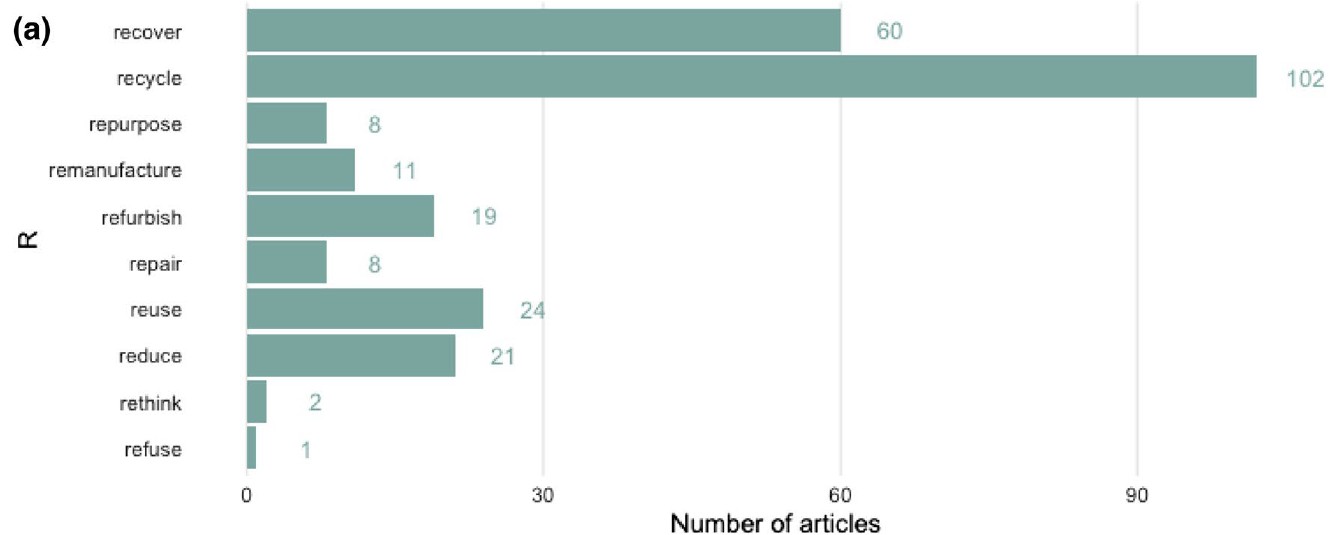 (a)
recover 60
recycle 102
repurpose 8
remanufacture 11
refurbish 19
R
repair 8
reuse 24
reduce 21
rethink 2
refuse 1
0 30 60 90
Number of articles